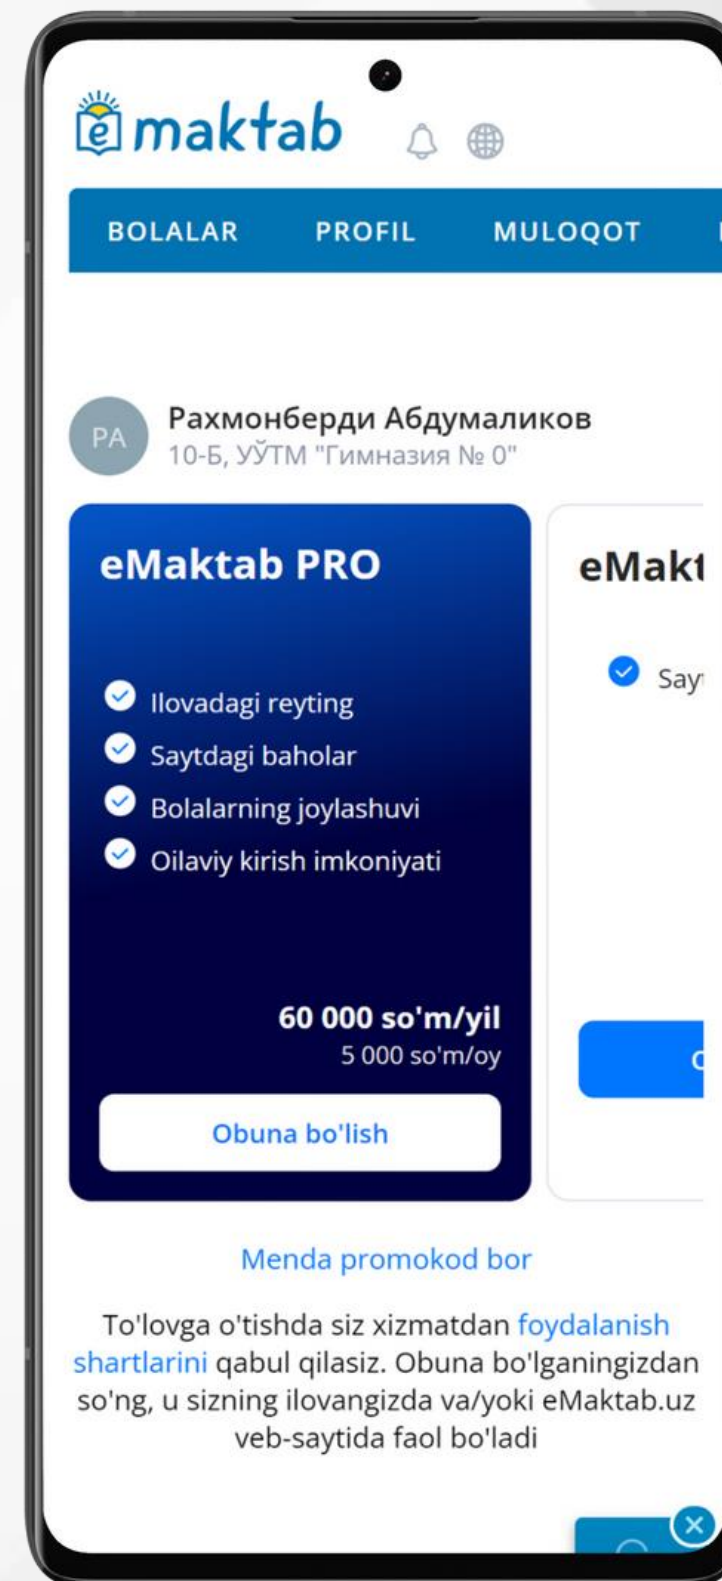 e maktab
BOLALAR PROFIL MULOQOT
PA
Рахмонберди Абдумаликов
10-Б, УЎТМ "Гимназия № 0"
eMaktab PRO
Ilovadagi reyting
Saytdagi baholar
Bolalarning joylashuvi
Oilaviy kirish imkoniyati
60 000 so'm/yil
5 000 so'm/oy
Obuna bo'lish
eMakt
Say
Menda promokod bor
To'lovga o'tishda siz xizmatdan foydalanish
shartlarini qabul qilasiz. Obuna bo'lganingizdan
so'ng, u sizning ilovangizda va/yoki eMaktab.uz
veb-saytida faol bo'ladi